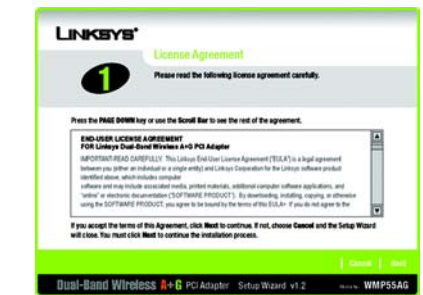 LINKSYS®
License Agreement
1
Please read the following license agreement carefully.
Press the PAGE DOWN key or use the Scroll Bar to see the rest of the agreement.
END-USER LICENSE AGREEMENT
FOR Linksys Dual-Band Wireless A+G PCI Adapter
IMPORTANT-READ CAREFULLY: This Linksys End-User License Agreement ("EULA") is a legal agreement
between you (either an individual or a single entity) and Linksys Corporation for the Linksys software product
identified above, which includes computer
software and may include associated media, printed materials, additional computer software applications, and
"online" or electronic documentation ("SOFTWARE PRODUCT"). By downloading, installing, copying, or otherwise
using the SOFTWARE PRODUCT, you agree to be bound by the terms of this EULA. If you do not agree to the
If you accept the terms of this Agreement, click Next to continue. If not, choose Cancel and the Setup Wizard
will close. You must click Next to continue the installation process.
Cancel | Next
Dual-Band Wireless A+G PCI Adapter Setup Wizard v1.2 WMP55AG